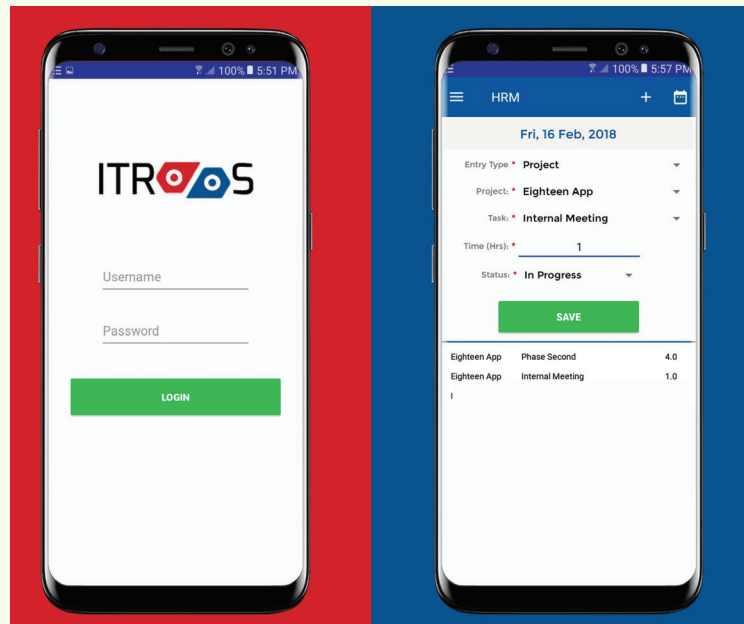 100% 5:51 PM
ITROOS
Username
Password
LOGIN
100% 5:57 PM
HRM +
Fri, 16 Feb, 2018
Entry Type * Project
Project: * Eighteen App
Task: * Internal Meeting
Time (Hrs): * 1
Status: * In Progress
SAVE
Eighteen App Phase Second 4.0
Eighteen App Internal Meeting 1.0
I